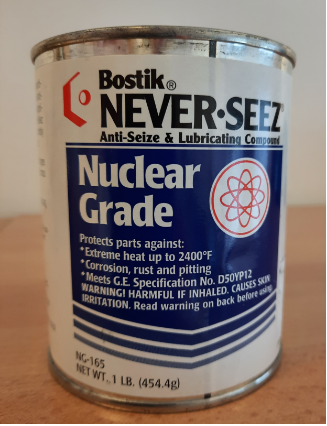 Bostik®
NEVER•SEEZ®
Anti-Seize & Lubricating Compound
Nuclear
Grade
Protects parts against:
•Extreme heat up to 2400°F
•Corrosion, rust and pitting
•Meets G.E. Specification No. D50YP12
WARNING! HARMFUL IF INHALED. CAUSES SKIN
IRRITATION. Read warning on back before using
NG-165
NET WT. 1 LB. (454.4g)